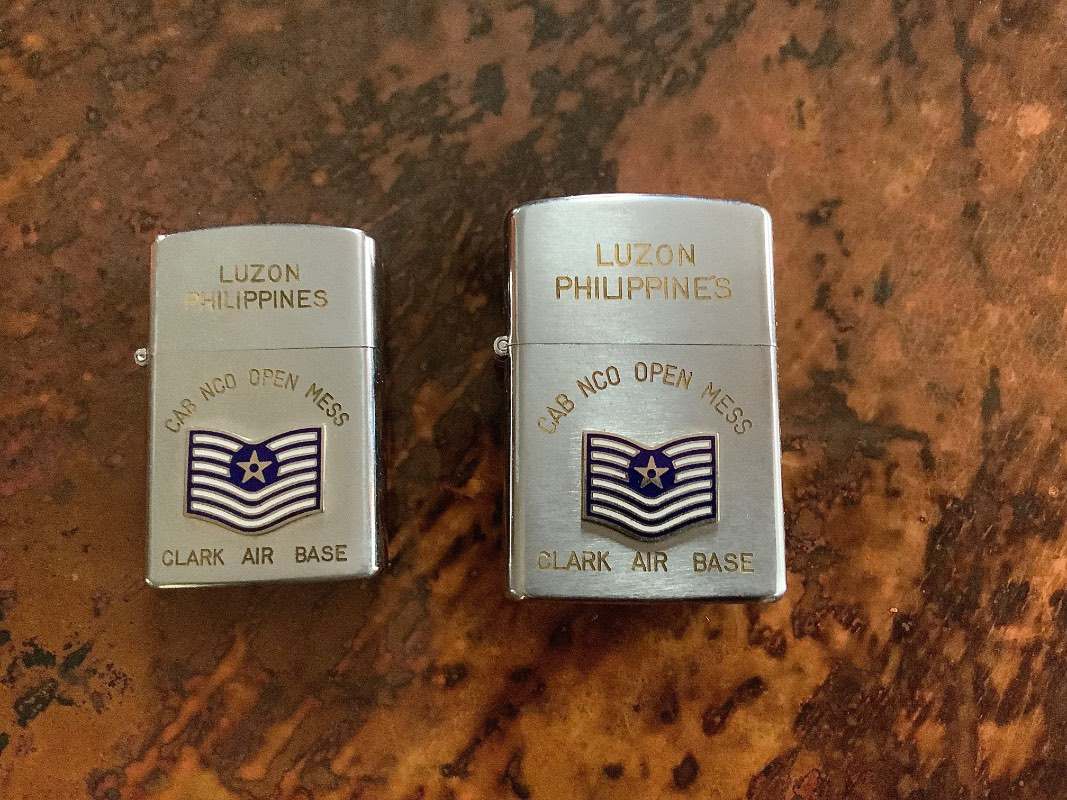 LUZON
PHILIPPINES
CAB NCO OPEN MESS
CLARK AIR BASE
LUZON
PHILIPPINE'S
CAB NCO OPEN MESS
CLARK AIR BASE